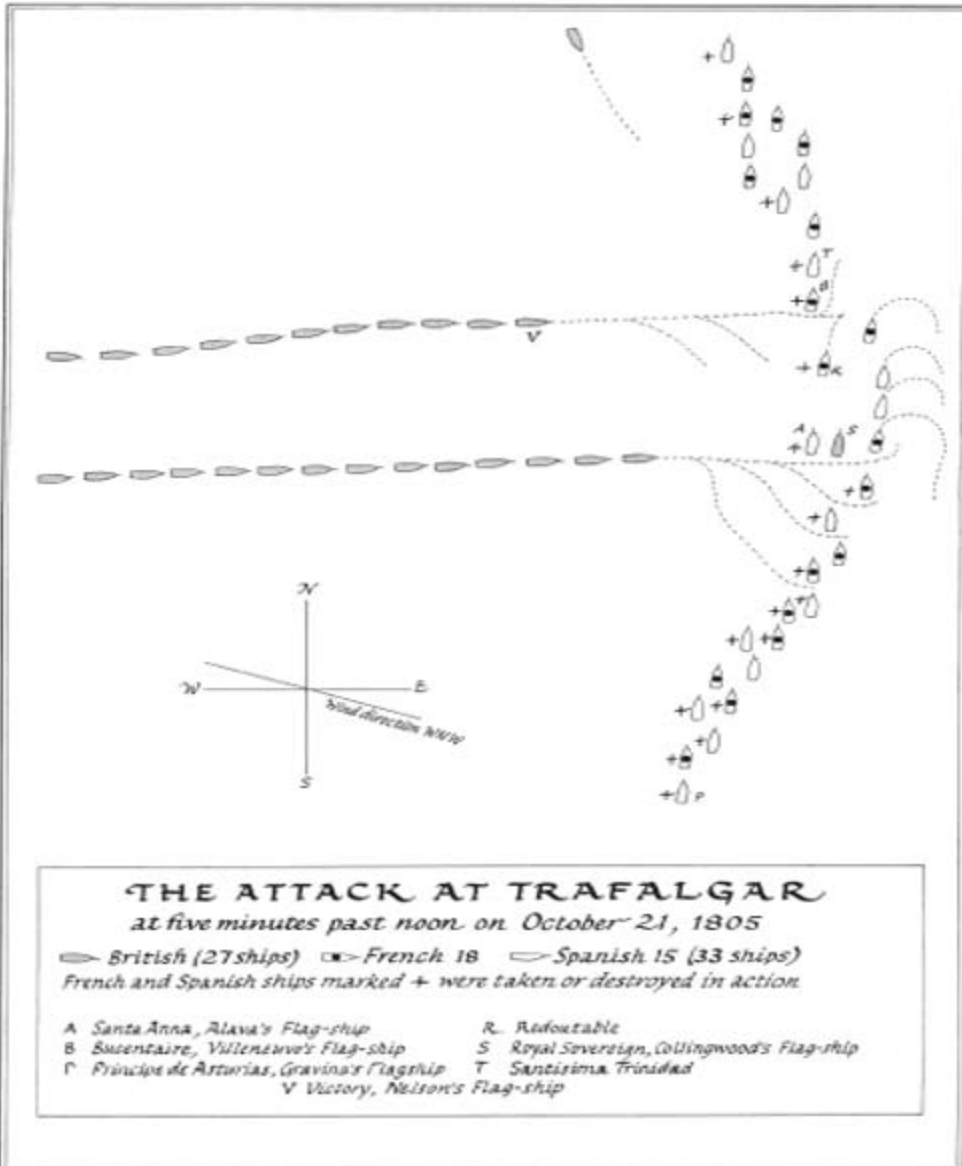 T
B
V
+ R
A
S
N
W
E
Wind direction WNW
S
P
THE ATTACK AT TRAFALGAR
at five minutes past noon on October 21, 1805
British (27 ships) French 18 Spanish 15 (33 ships)
French and Spanish ships marked + were taken or destroyed in action
A Santa Anna, Alava's Flag-ship
B Bucentaire, Villeneuve's Flag-ship
P Principe de Asturias, Gravina's Flagship
R Redoutable
S Royal Sovereign, Collingwood's Flag-ship
T Santisima Trinidad
V Victory, Nelson's Flag-ship